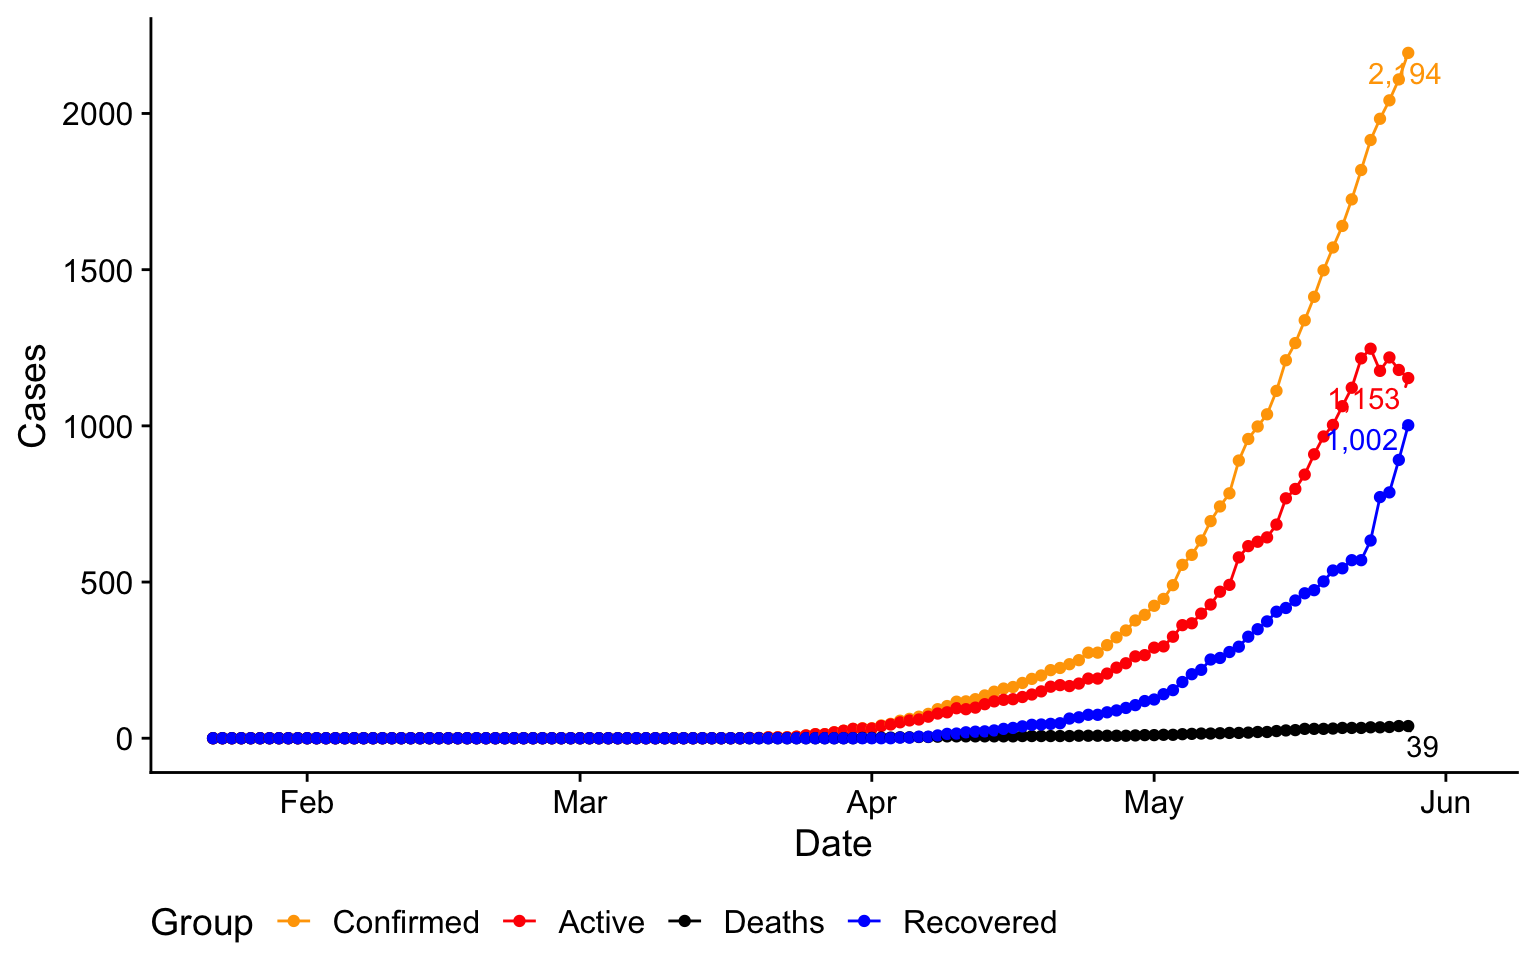 2,194
2000
1500
1,153
1000
1,002
500
0
39
Cases
Feb Mar Apr May Jun
Date
Group Confirmed Active Deaths Recovered